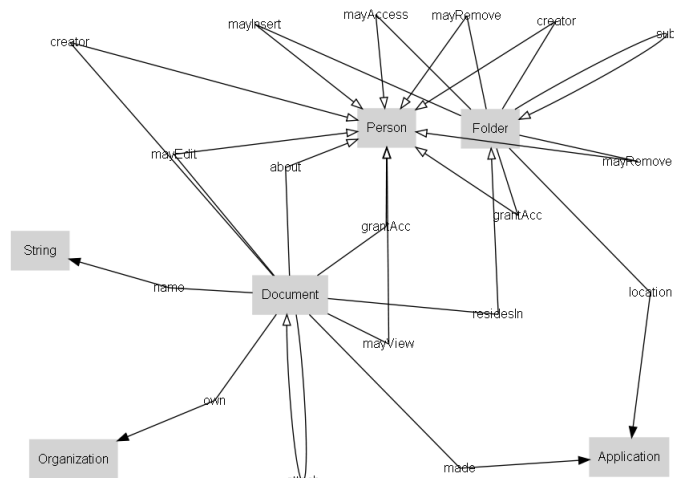 mayInsert
mayAccess
mayRemove
creator
sub
creator
Person
Folder
mayEdit
about
mayRemove
grantAcc
grantAcc
String
name
Document
residesIn
location
mayView
own
Organization
made
Application